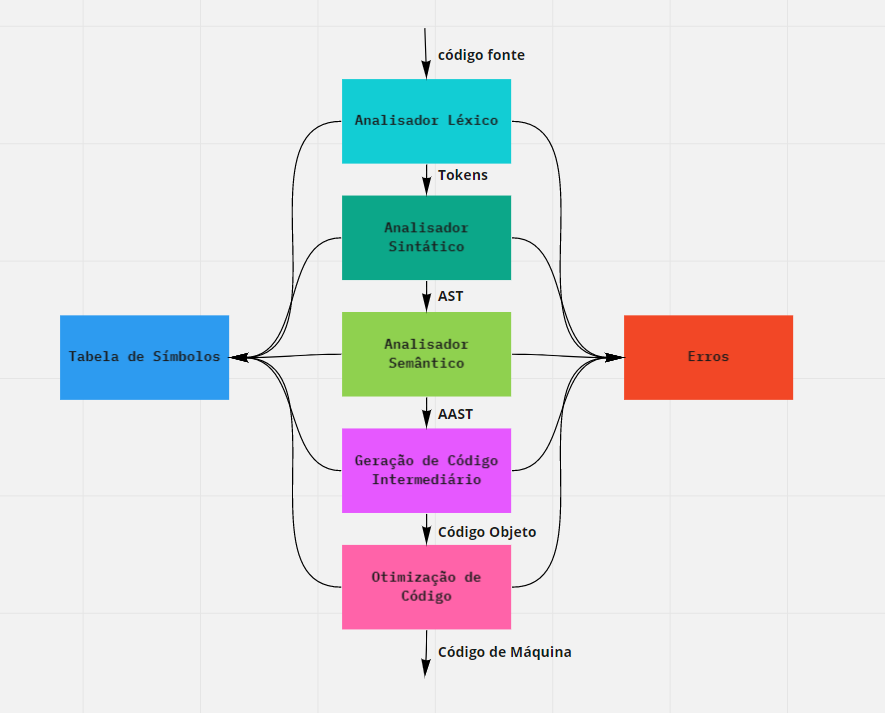 código fonte
Analisador Léxico
Tokens
Analisador
Sintático
AST
Tabela de Símbolos
Analisador
Semântico
Erros
AAST
Geração de Código
Intermediário
Código Objeto
Otimização de
Código
Código de Máquina